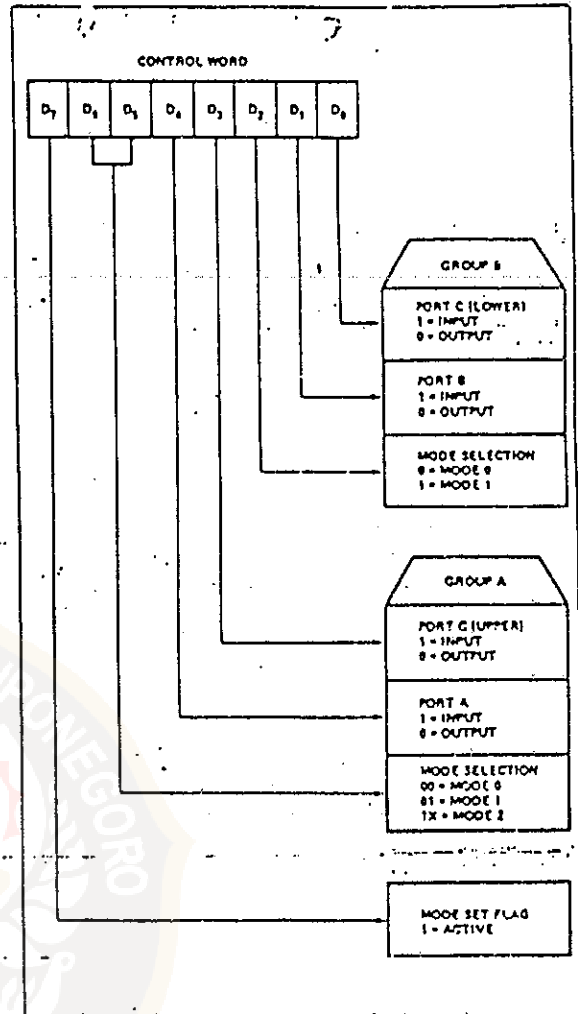 CONTROL WORD
D7 D6 D5 D4 D3 D2 D1 D0
GROUP B
PORT C (LOWER)
1 = INPUT
0 = OUTPUT
PORT B
1 = INPUT
0 = OUTPUT
MODE SELECTION
0 = MODE 0
1 = MODE 1
GROUP A
PORT C (UPPER)
1 = INPUT
0 = OUTPUT
PORT A
1 = INPUT
0 = OUTPUT
MODE SELECTION
00 = MODE 0
01 = MODE 1
1X = MODE 2
MODE SET FLAG
1 = ACTIVE
IPONEGORO